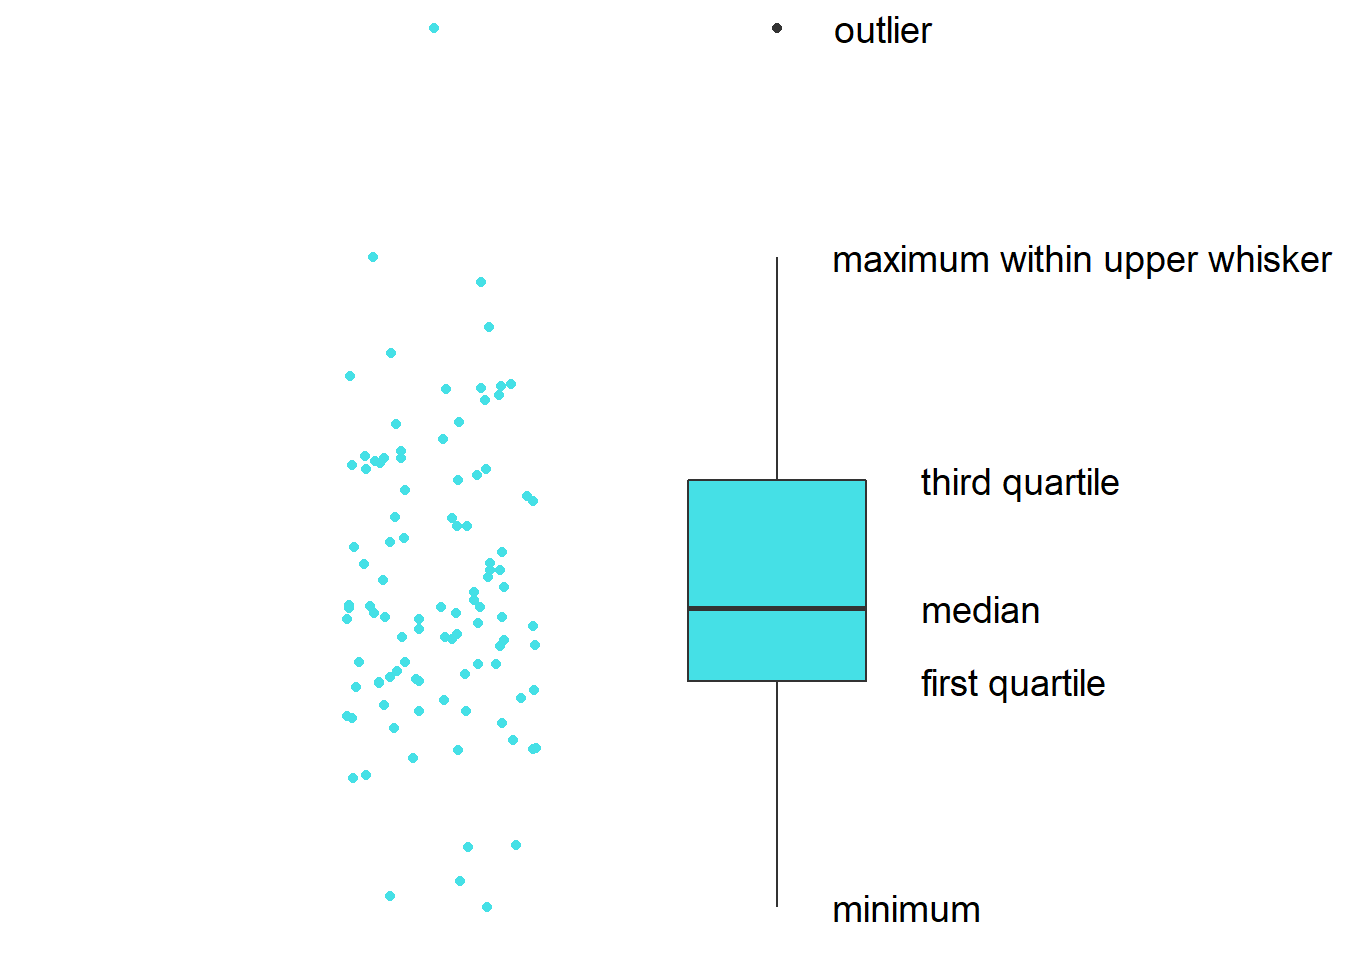 outlier
maximum within upper whisker
third quartile
median
first quartile
minimum